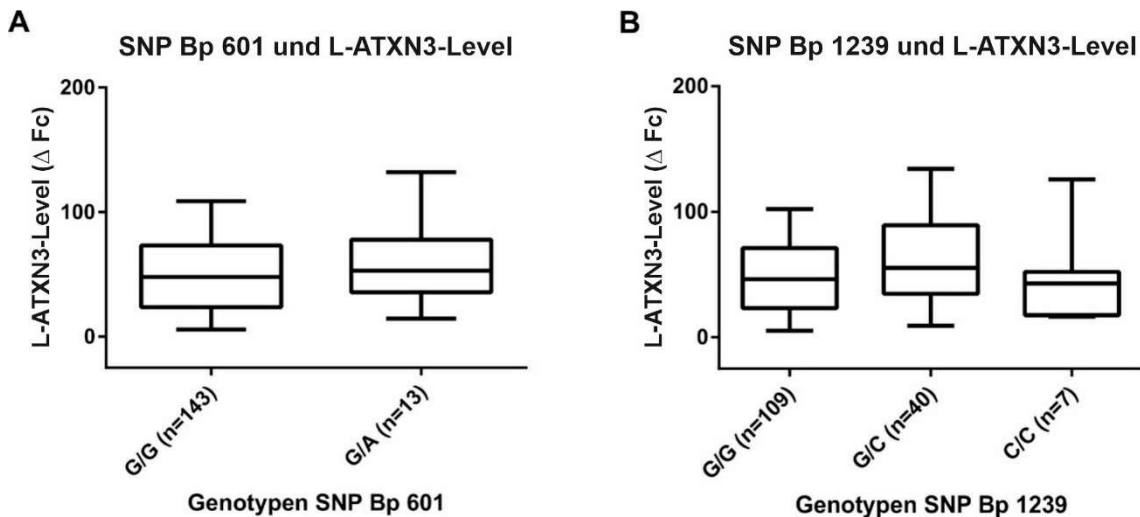 A
SNP Bp 601 und L-ATXN3-Level
L-ATXN3-Level (Δ Fc)
200
100
0
G/G (n=143)
G/A (n=13)
Genotypen SNP Bp 601
B
SNP Bp 1239 und L-ATXN3-Level
L-ATXN3-Level (Δ Fc)
200
100
0
G/G (n=109)
G/C (n=40)
C/C (n=7)
Genotypen SNP Bp 1239